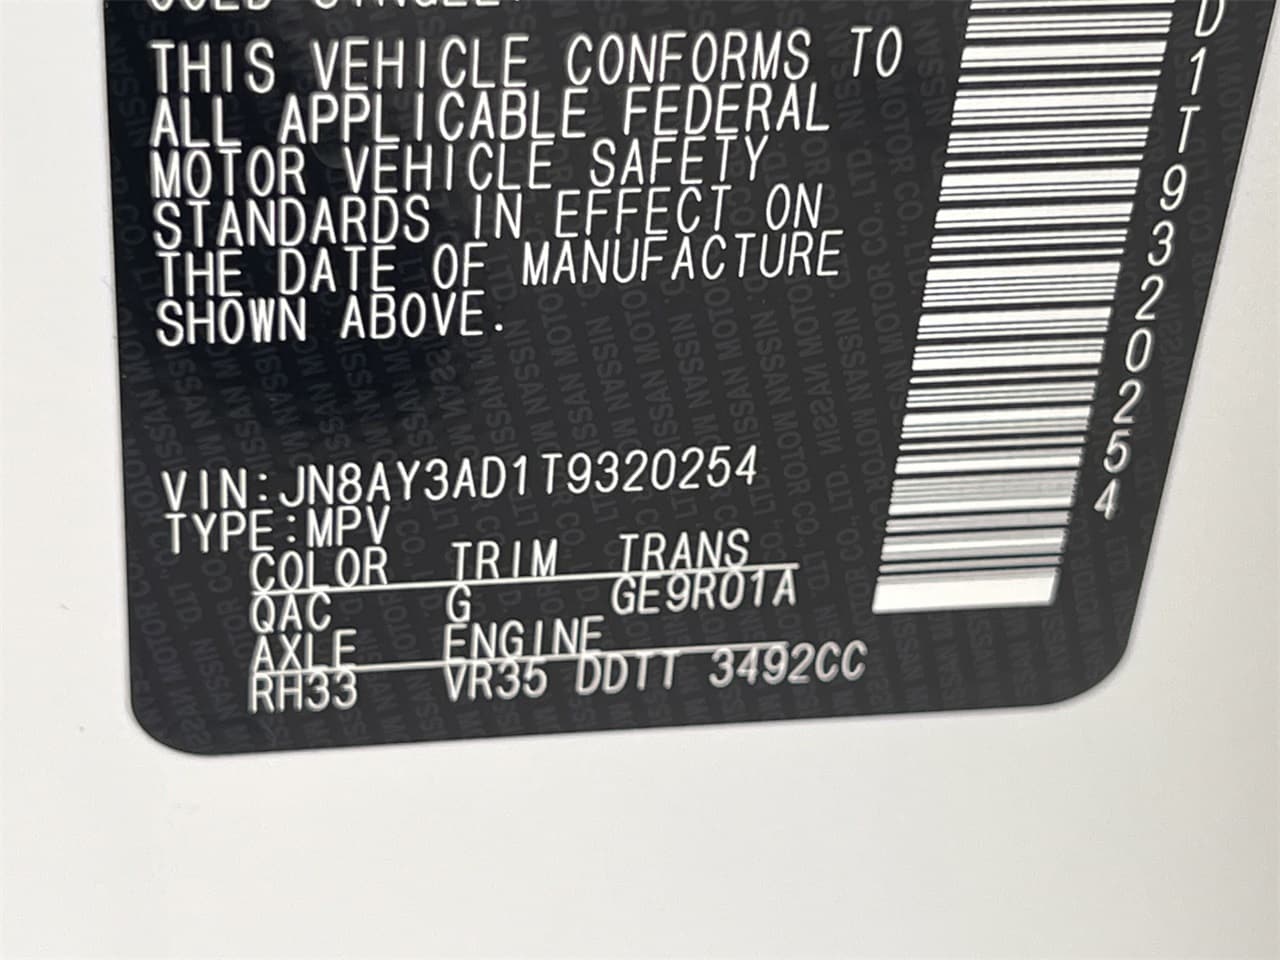 THIS VEHICLE CONFORMS TO
ALL APPLICABLE FEDERAL
MOTOR VEHICLE SAFETY
STANDARDS IN EFFECT ON
THE DATE OF MANUFACTURE
SHOWN ABOVE.
VIN:JN8AY3AD1T9320254
TYPE:MPV
COLOR TRIM TRANS
QAC G GE9R01A
AXLE ENGINE
RH33 VR35 DDTT 3492CC
D1T9320254